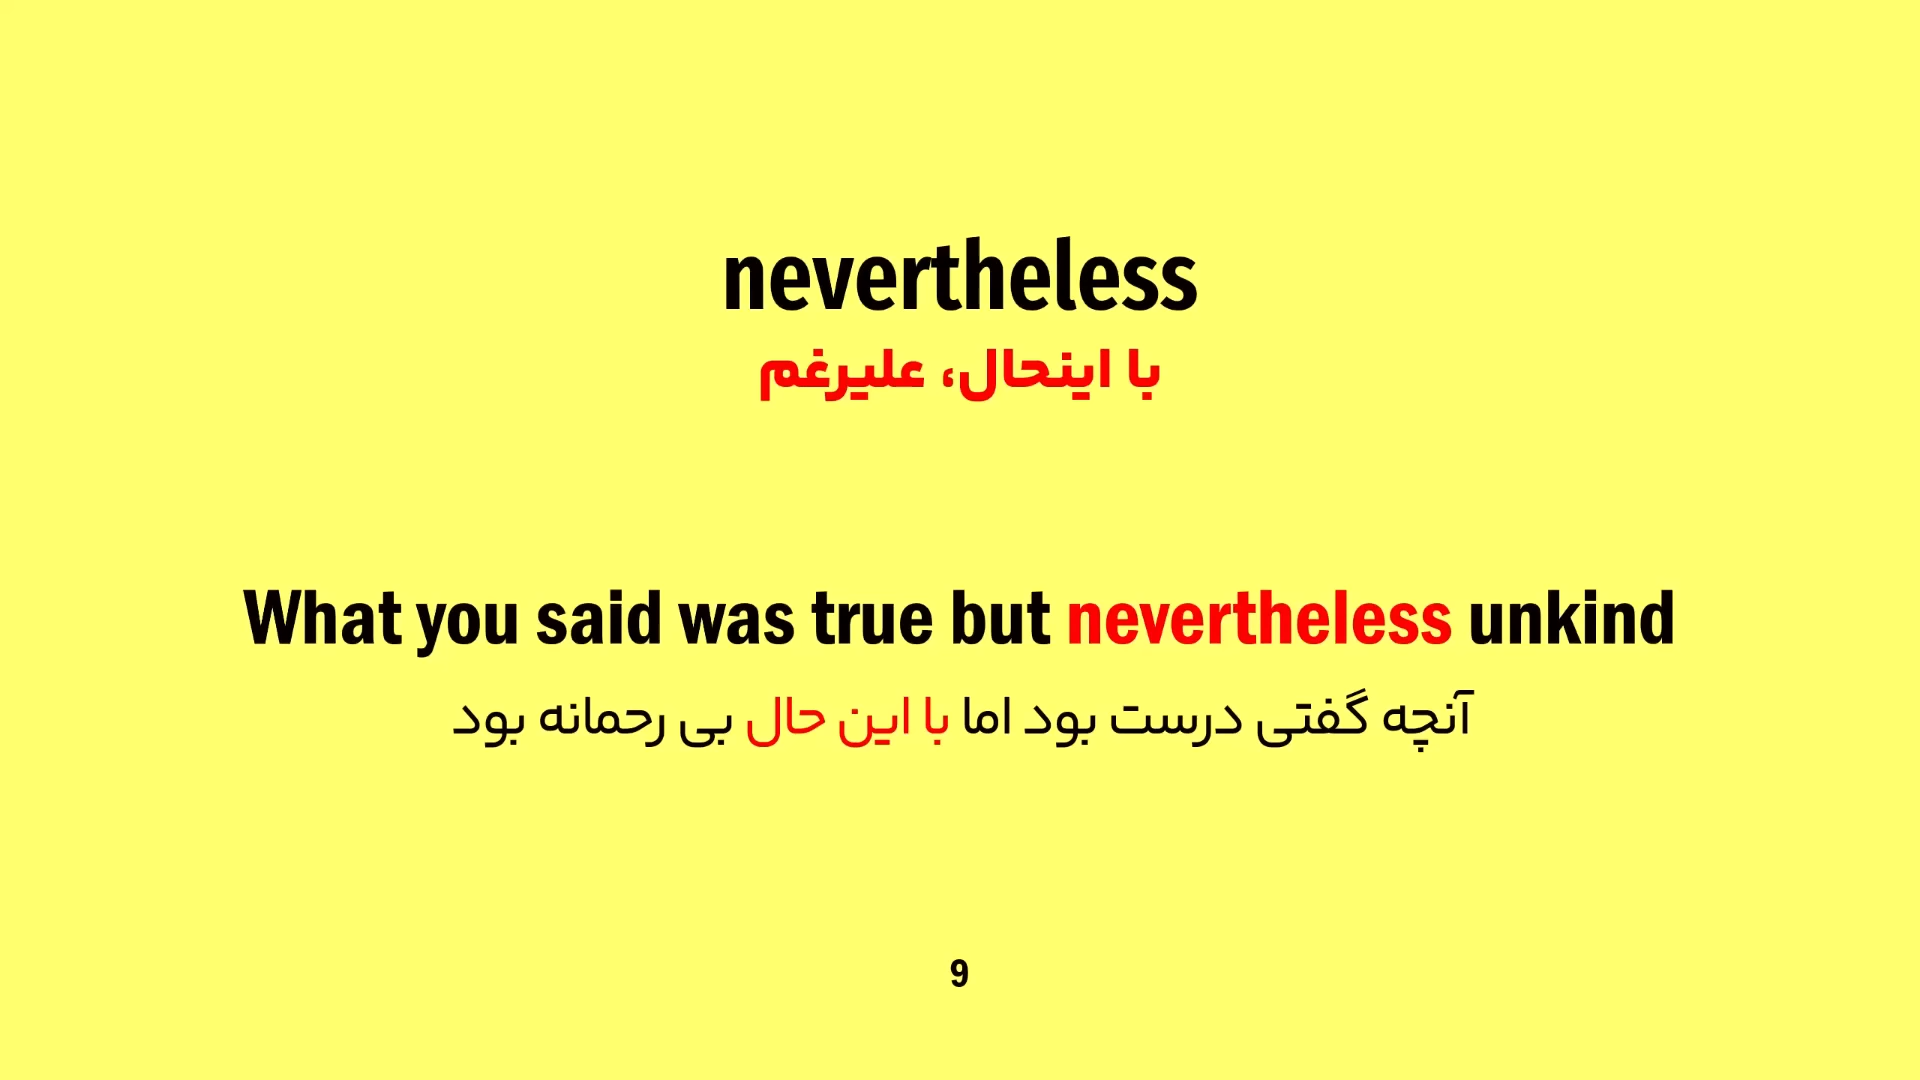 nevertheless
با اینحال، علیرغم
What you said was true but nevertheless unkind
آنچه گفتی درست بود اما با این حال بی رحمانه بود
9